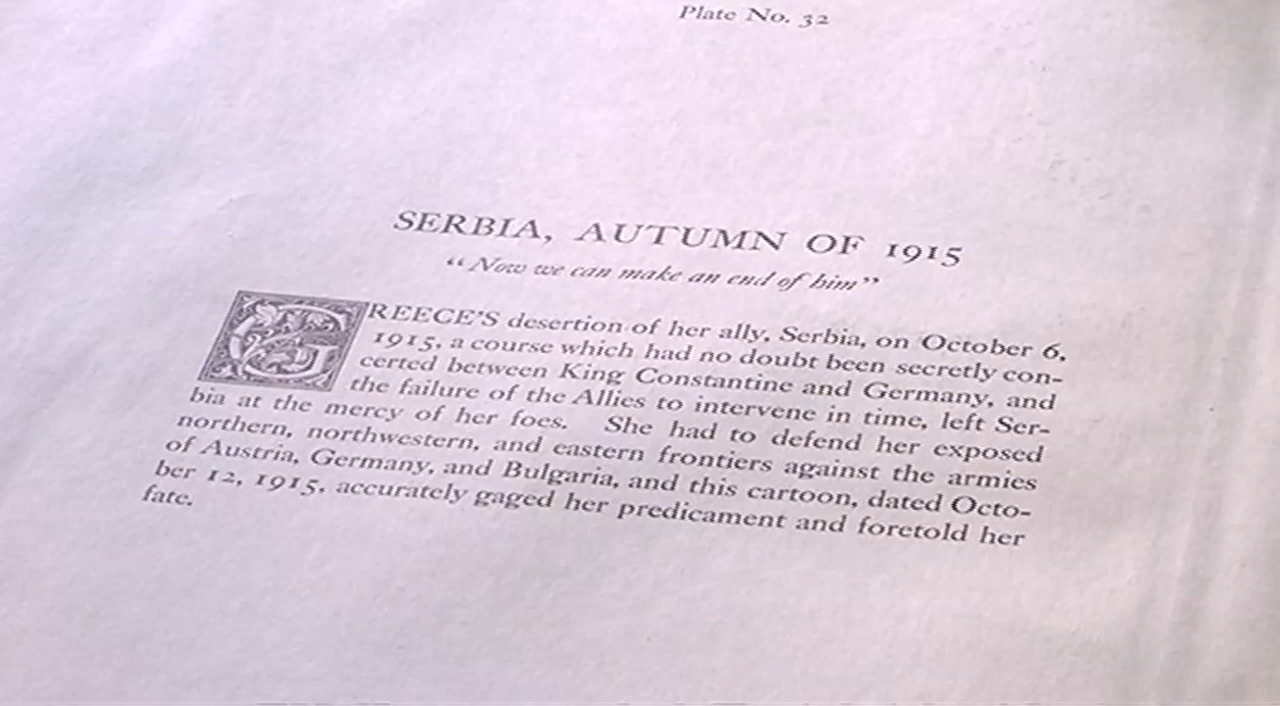 Plate No. 32
SERBIA, AUTUMN OF 1915
“Now we can make an end of him”
GREECE’S desertion of her ally, Serbia, on October 6,
1915, a course which had no doubt been secretly con-
certed between King Constantine and Germany, and
the failure of the Allies to intervene in time, left Ser-
bia at the mercy of her foes. She had to defend her exposed
northern, northwestern, and eastern frontiers against the armies
of Austria, Germany, and Bulgaria, and this cartoon, dated Octo-
ber 12, 1915, accurately gaged her predicament and foretold her
fate.